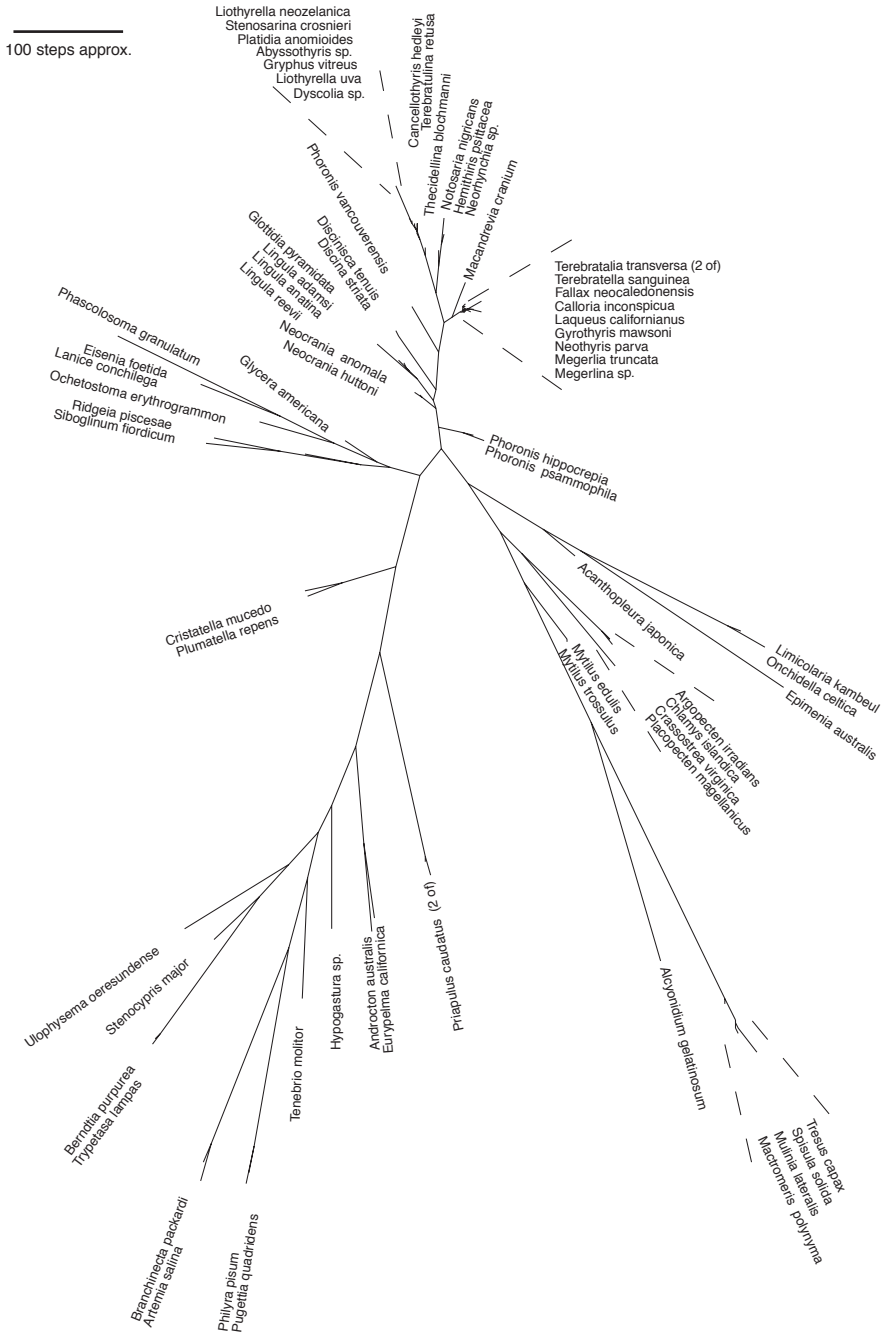 100 steps approx.
Liothyrella neozelanica
Stenosarina crosnieri
Platidia anomioides
Abyssothyris sp.
Gryphus vitreus
Liothyrella uva
Dyscolia sp.
Cancellothyris hedleyi
Terebratulina retusa
Thecidellina blochmanni
Notosaria nigricans
Hemithiris psittacea
Neorhynchia sp.
Macandrevia cranium
Phoronis vancouverensis
Discinisca tenuis
Discina striata
Glottidia pyramidata
Lingula adamsi
Lingula anatina
Lingula reevii
Neocrania anomala
Neocrania huttoni
Terebratalia transversa (2 of)
Terebratella sanguinea
Fallax neocaledonensis
Calloria inconspicua
Laqueus californianus
Gyrothyris mawsoni
Neothyris parva
Megerlia truncata
Megerlina sp.
Phascolosoma granulatum
Eisenia foetida
Lanice conchilega
Ochetostoma erythrogrammon
Ridgeia piscesae
Siboglinum fiordicum
Glycera americana
Phoronis hippocrepia
Phoronis psammophila
Acanthopleura japonica
Limicolaria kambeul
Onchidella celtica
Epimenia australis
Cristatella mucedo
Plumatella repens
Mytilus edulis
Mytilus trossulus
Argopecten irradians
Chlamys islandica
Crassostrea virginica
Placopecten magellanicus
Ulophysema oeresundense
Stenocypris major
Berndtia purpurea
Trypetasa lampas
Branchinecta packardi
Artemia salina
Philyra pisum
Pugettia quadridens
Tenebrio molitor
Hypogastura sp.
Androcton australis
Eurypelma californica
Priapulus caudatus (2 of)
Alcyonidium gelatinosum
Tresus capax
Spisula solida
Mulinia lateralis
Mactromeris polynyma